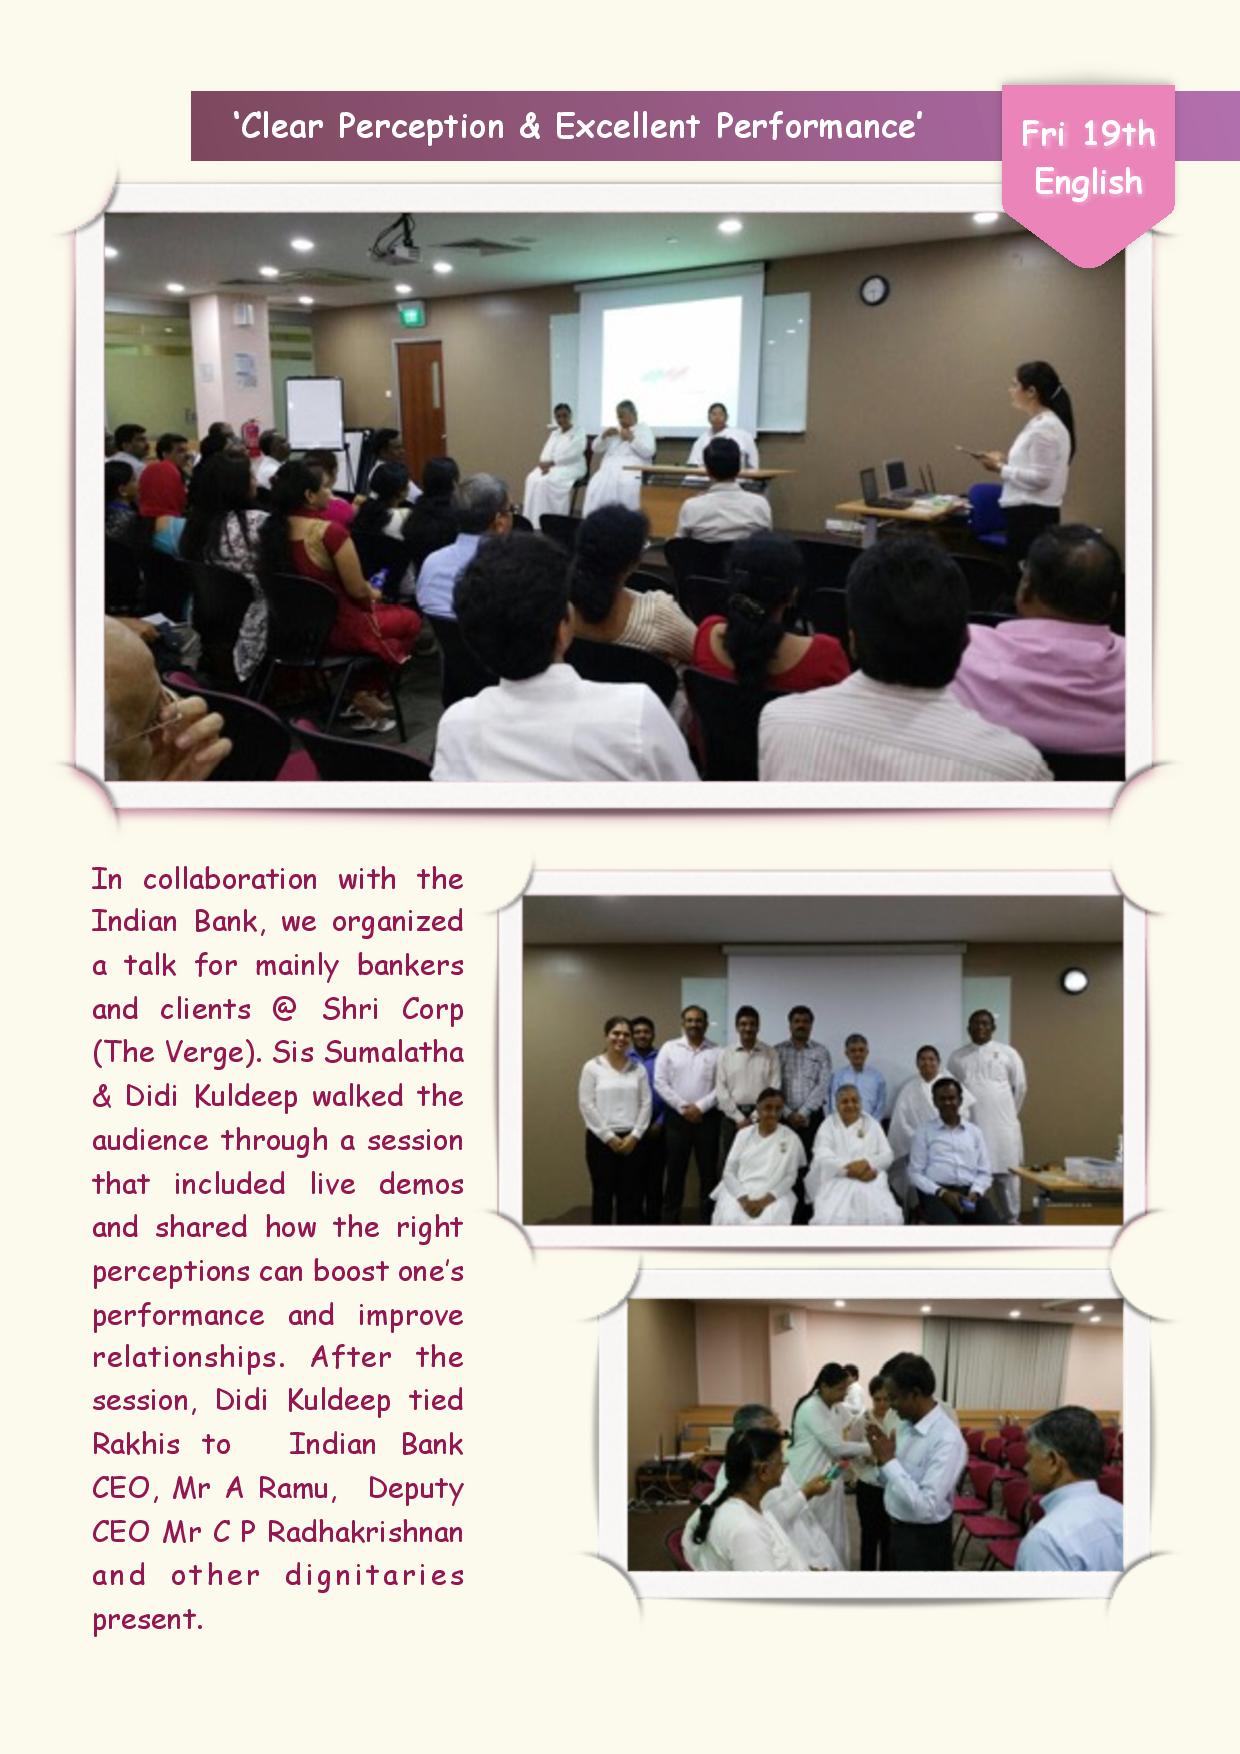 ‘Clear Perception & Excellent Performance’
Fri 19th
English
In collaboration with the
Indian Bank, we organized
a talk for mainly bankers
and clients @ Shri Corp
(The Verge). Sis Sumalatha
& Didi Kuldeep walked the
audience through a session
that included live demos
and shared how the right
perceptions can boost one’s
performance and improve
relationships. After the
session, Didi Kuldeep tied
Rakhis to Indian Bank
CEO, Mr A Ramu, Deputy
CEO Mr C P Radhakrishnan
and other dignitaries
present.